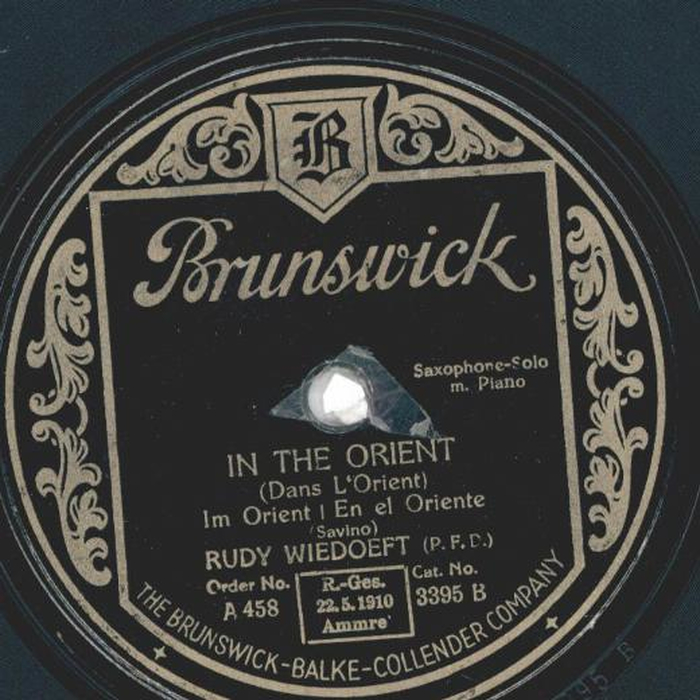 B
Brunswick
Saxophone-Solo
m. Piano
IN THE ORIENT
(Dans L'Orient)
Im Orient | En el Oriente
(Savino)
RUDY WIEDOEFT (P. F. D.)
Order No.
A 458
R.-Ges.
22.5.1910
Ammre'
Cat. No.
3395 B
THE BRUNSWICK-BALKE-COLLENDER COMPANY